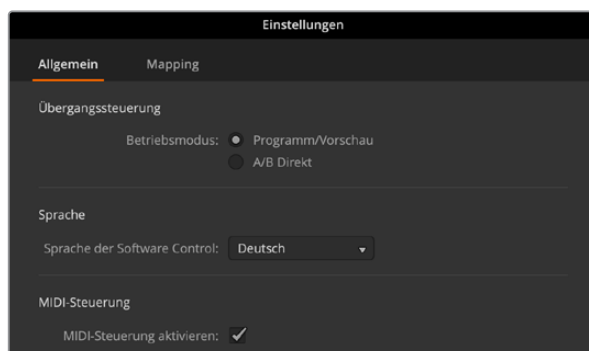 Einstellungen
Allgemein Mapping
Übergangssteuerung
Betriebsmodus: Programm/Vorschau
A/B Direkt
Sprache
Sprache der Software Control: Deutsch
MIDI-Steuerung
MIDI-Steuerung aktivieren: